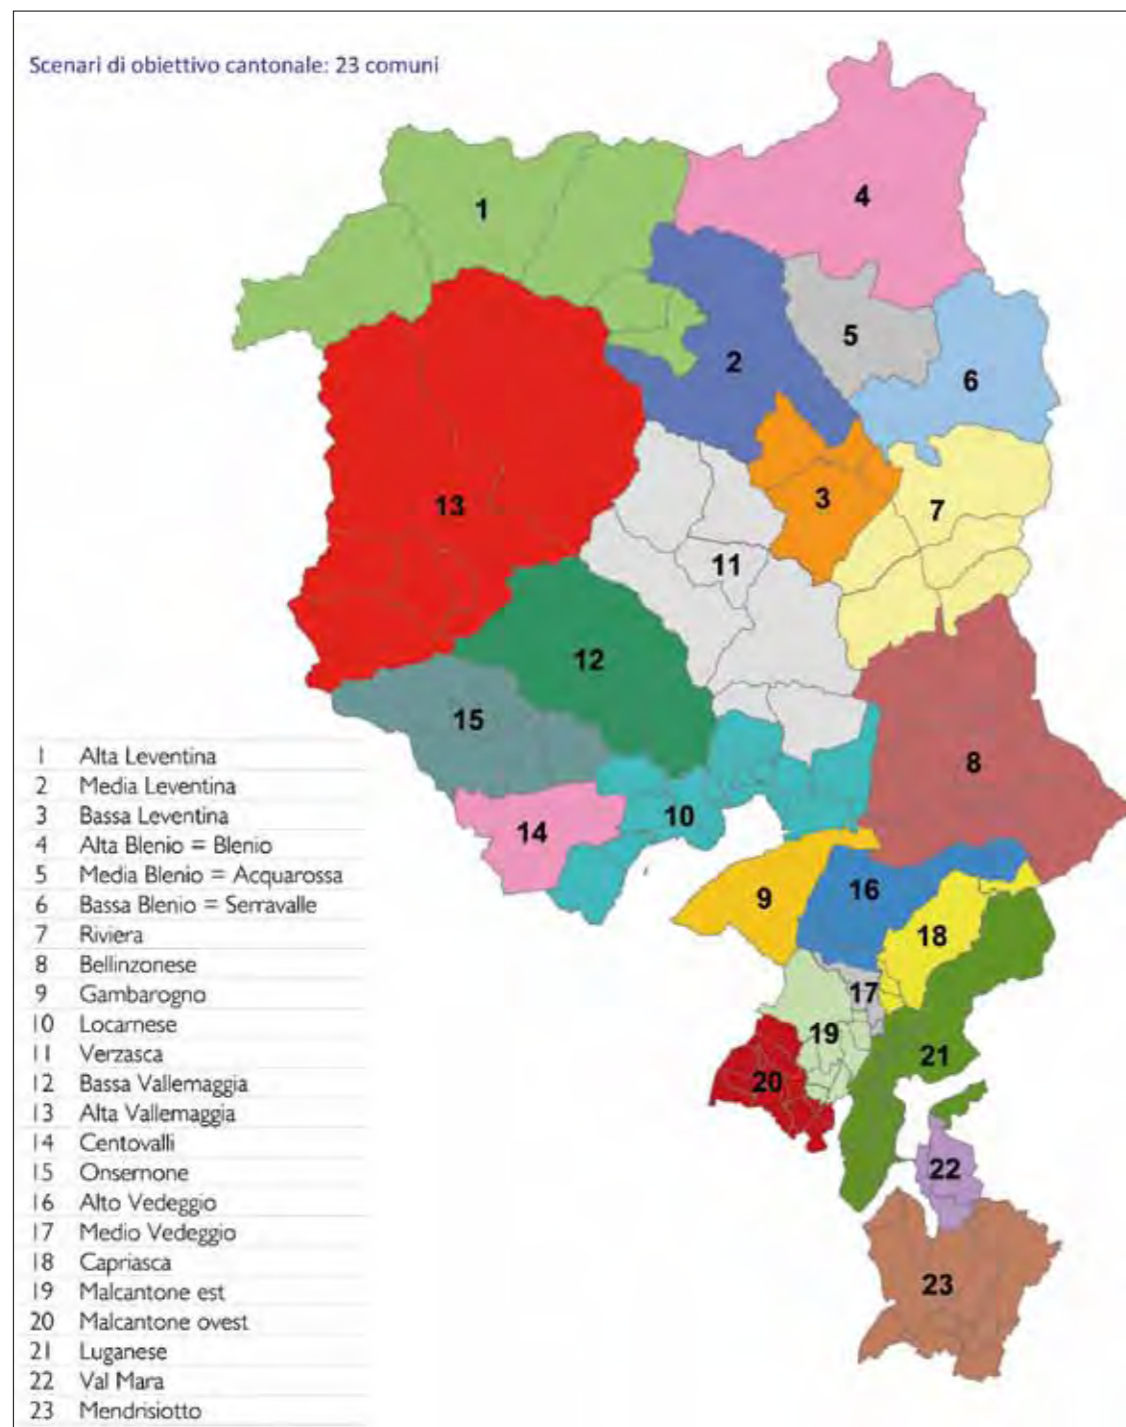 Scenari di obiettivo cantonale: 23 comuni
1
4
5
2
6
3
7
13
11
12
15
8
10
14
9
16
18
17
19
21
20
22
23
1 Alta Leventina
2 Media Leventina
3 Bassa Leventina
4 Alta Blenio = Blenio
5 Media Blenio = Acquarossa
6 Bassa Blenio = Serravalle
7 Riviera
8 Bellinzonese
9 Gambarogno
10 Locarnese
11 Verzasca
12 Bassa Vallemaggia
13 Alta Vallemaggia
14 Centovalli
15 Onsernone
16 Alto Vedeggio
17 Medio Vedeggio
18 Capriasca
19 Malcantone est
20 Malcantone ovest
21 Luganese
22 Val Mara
23 Mendrisiotto